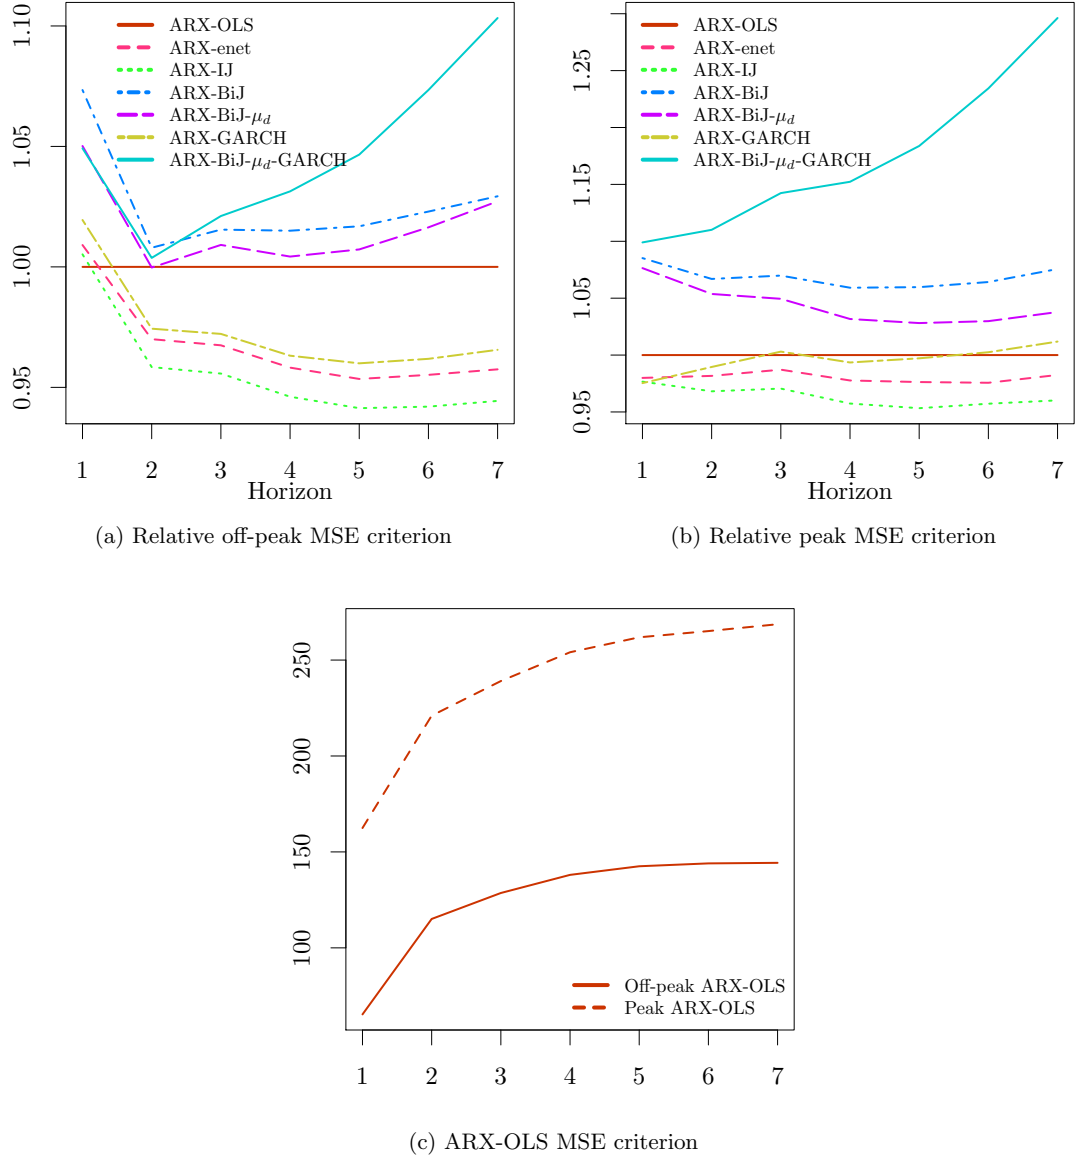 ARX-OLS
ARX-enet
ARX-IJ
ARX-BiJ
ARX-BiJ-μd
ARX-GARCH
ARX-BiJ-μd-GARCH
1.10
1.05
1.00
0.95
1 2 3 4 5 6 7
Horizon
(a) Relative off-peak MSE criterion
ARX-OLS
ARX-enet
ARX-IJ
ARX-BiJ
ARX-BiJ-μd
ARX-GARCH
ARX-BiJ-μd-GARCH
1.25
1.15
1.05
0.95
1 2 3 4 5 6 7
Horizon
(b) Relative peak MSE criterion
250
200
150
100
Off-peak ARX-OLS
Peak ARX-OLS
1 2 3 4 5 6 7
(c) ARX-OLS MSE criterion